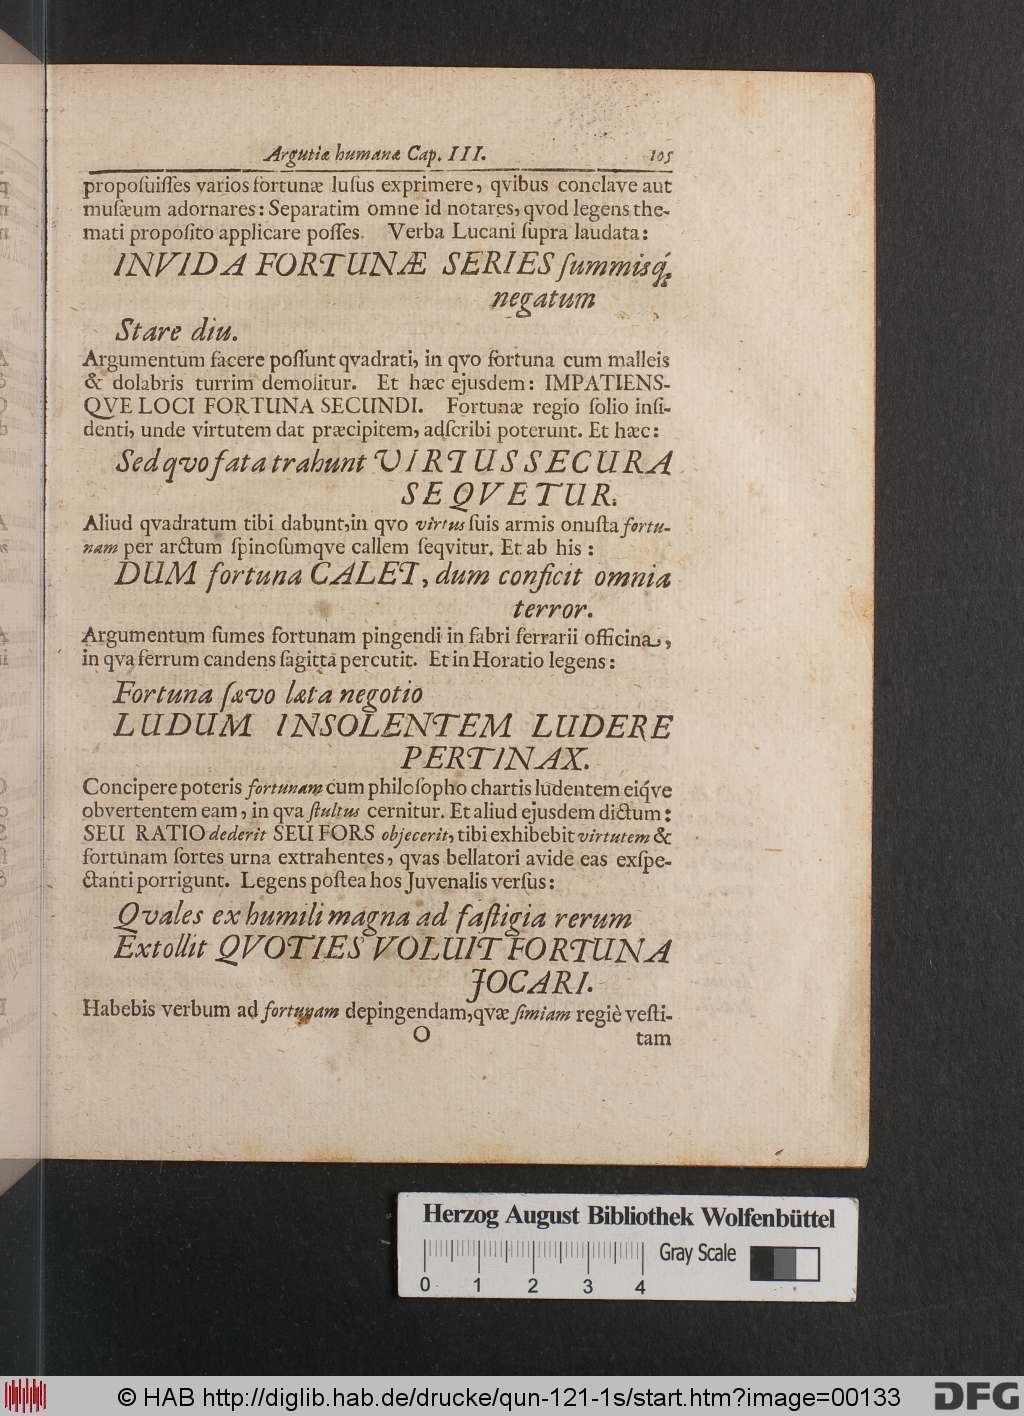 Argutiæ humanæ Cap. III. 105
propoſuiſſes varios fortunæ luſus exprimere, qvibus conclave aut
muſæum adornares: Separatim omne id notares, qvod legens the-
mati propoſito applicare poſſes. Verba Lucani ſupra laudata:
INVIDA FORTUNÆ SERIES ſummisq́;
negatum
Stare diu.
Argumentum facere poſſunt qvadrati, in qvo fortuna cum malleis
& dolabris turrim demolitur. Et hæc ejusdem: IMPATIENS-
QVE LOCI FORTUNA SECUNDI. Fortunæ regio ſolio inſi-
denti, unde virtutem dat præcipitem, adſcribi poterunt. Et hæc:
Sed qvo fata trahunt VIRTUS SECURA
SEQVETUR.
Aliud qvadratum tibi dabunt, in qvo virtus ſuis armis onuſta fortu-
nam per arctum ſpinoſumqve callem ſeqvitur. Et ab his:
DUM fortuna CALET, dum conficit omnia
terror.
Argumentum ſumes fortunam pingendi in fabri ferrarii officina,
in qva ferrum candens ſagitta percutit. Et in Horatio legens:
Fortuna ſævo læta negotio
LUDUM INSOLENTEM LUDERE
PERTINAX.
Concipere poteris fortunam cum philoſopho chartis ludentem eiq́ve
obvertentem eam, in qva ſtultus cernitur. Et aliud ejusdem dictum:
SEU RATIO dederit SEU FORS objecerit, tibi exhibebit virtutem &
fortunam ſortes urna extrahentes, qvas bellatori avide eas exſpe-
ctanti porrigunt. Legens poſtea hos Juvenalis verſus:
Qvales ex humili magna ad faſtigia rerum
Extollit QVOTIES VOLUIT FORTUNA
JOCARI.
Habebis verbum ad fortunam depingendam, qvæ ſimiam regiè veſti-
O tam
Herzog August Bibliothek Wolfenbüttel
Gray Scale
0 1 2 3 4
© HAB http://diglib.hab.de/drucke/qun-121-1s/start.htm?image=00133 DFG